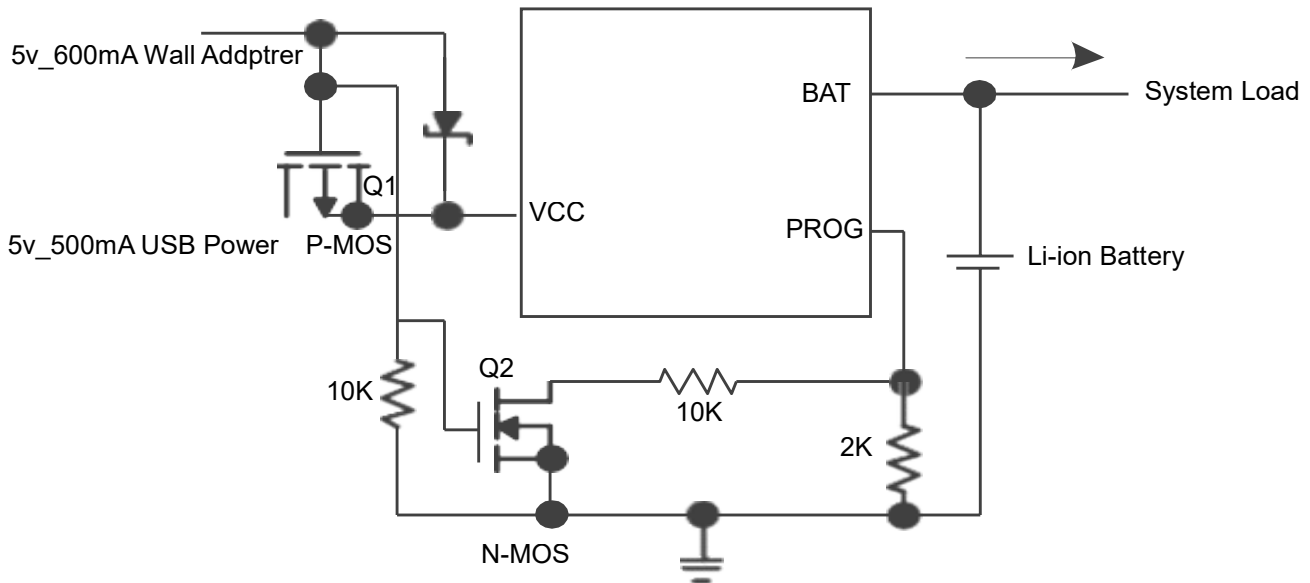 5v_600mA Wall Addptrer
BAT
System Load
Q1
VCC
PROG
5v_500mA USB Power
P-MOS
Li-ion Battery
Q2
10K
10K
2K
N-MOS